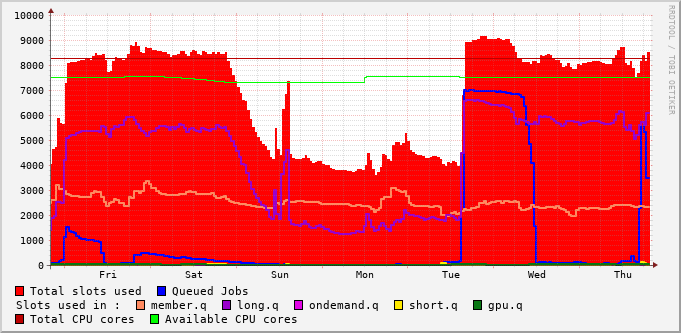 10000
9000
8000
7000
6000
5000
4000
3000
2000
1000
0
Fri Sat Sun Mon Tue Wed Thu
Total slots used Queued Jobs
Slots used in : member.q long.q ondemand.q short.q gpu.q
Total CPU cores Available CPU cores
RRDTOOL / TOBI OETIKER